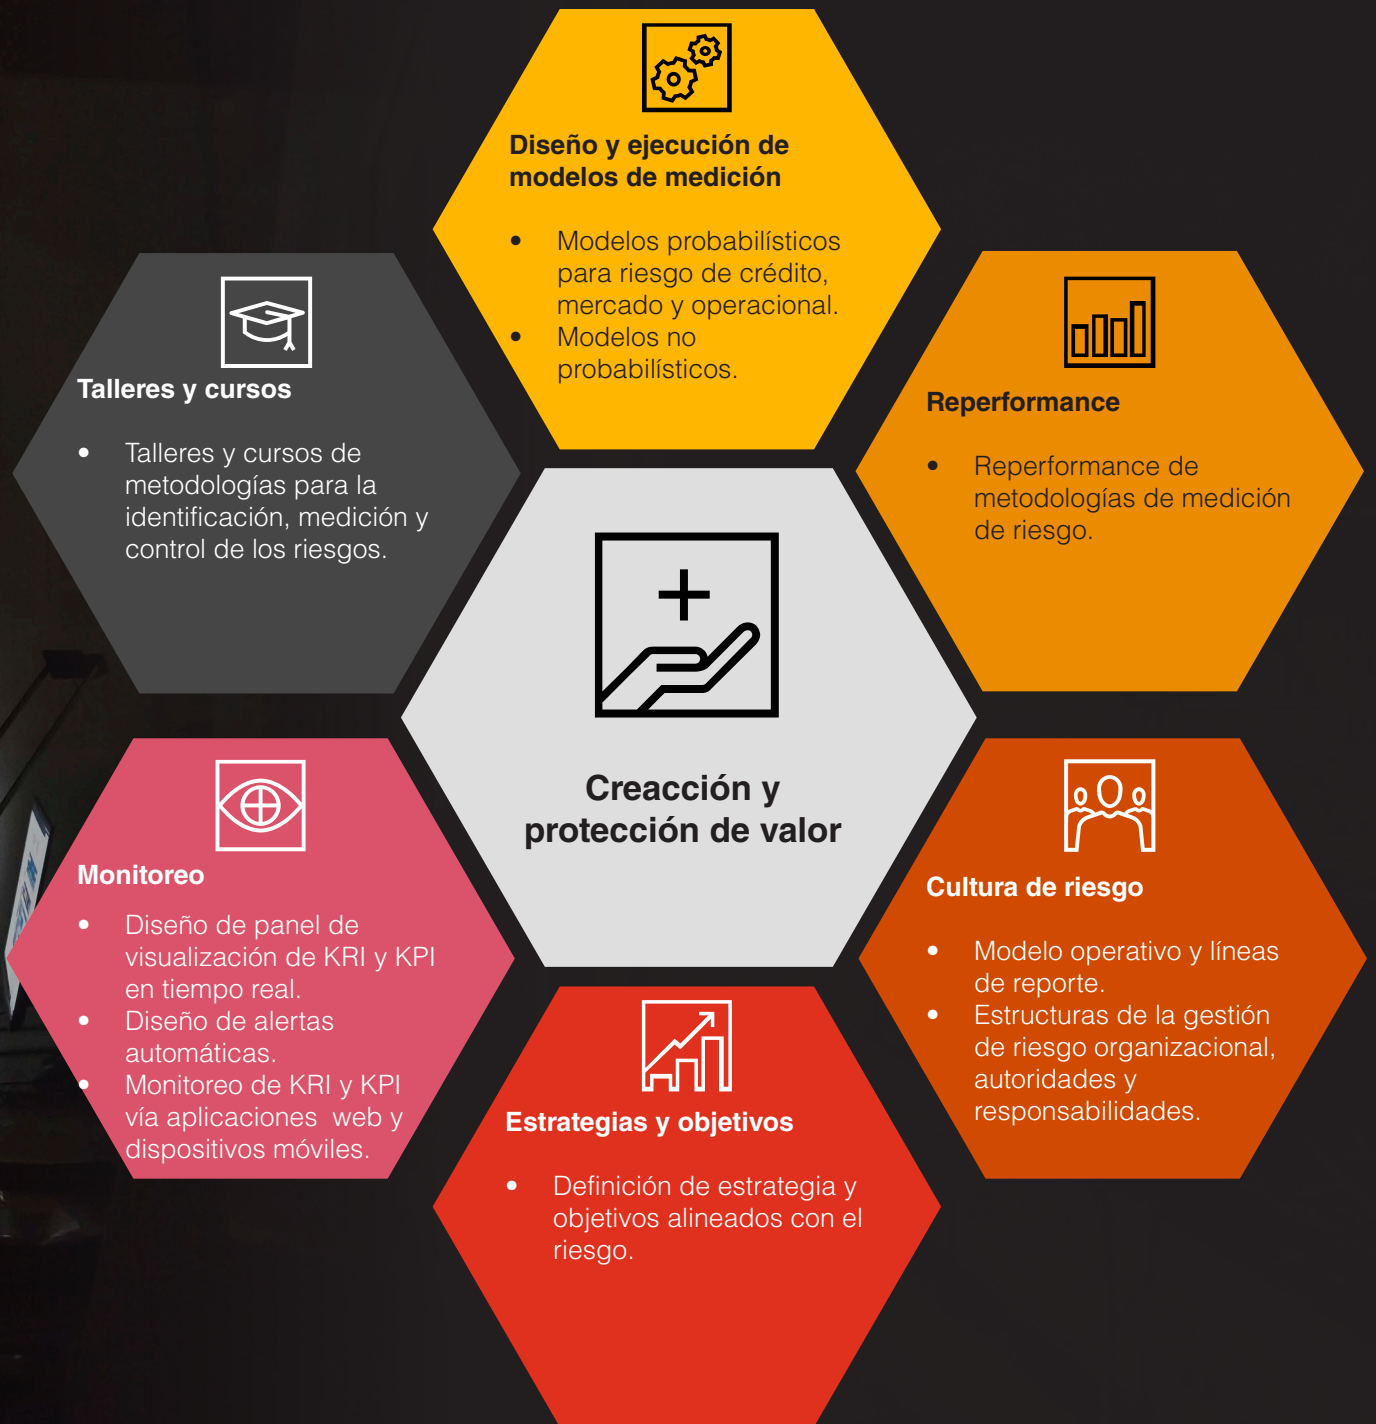 Diseño y ejecución de
modelos de medición
• Modelos probabilísticos
para riesgo de crédito,
mercado y operacional.
• Modelos no
probabilísticos.
Talleres y cursos
• Talleres y cursos de
metodologías para la
identificación, medición y
control de los riesgos.
Reperformance
• Reperformance de
metodologías de medición
de riesgo.
Creacción y
protección de valor
Monitoreo
• Diseño de panel de
visualización de KRI y KPI
en tiempo real.
• Diseño de alertas
automáticas.
• Monitoreo de KRI y KPI
vía aplicaciones web y
dispositivos móviles.
Cultura de riesgo
• Modelo operativo y líneas
de reporte.
• Estructuras de la gestión
de riesgo organizacional,
autoridades y
responsabilidades.
Estrategias y objetivos
• Definición de estrategia y
objetivos alineados con el
riesgo.